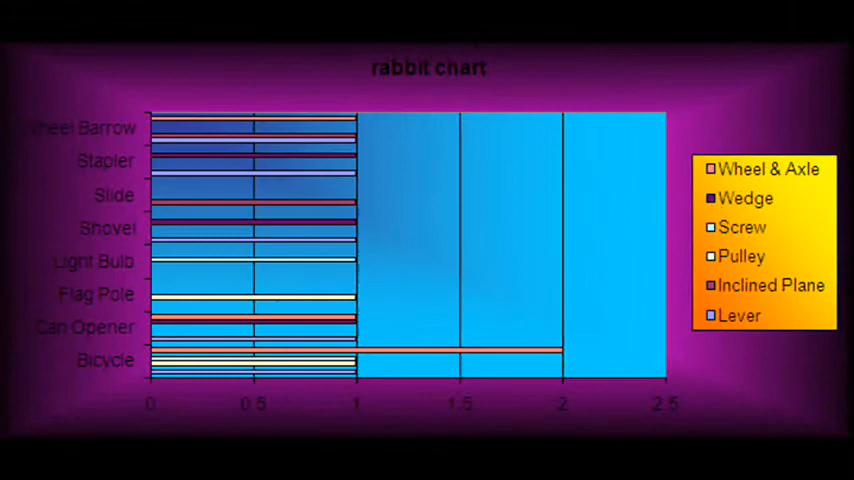 rabbit chart
Wheel Barrow
Stapler
Slide
Shovel
Light Bulb
Flag Pole
Can Opener
Bicycle
0 0.5 1 1.5 2 2.5
Wheel & Axle
Wedge
Screw
Pulley
Inclined Plane
Lever